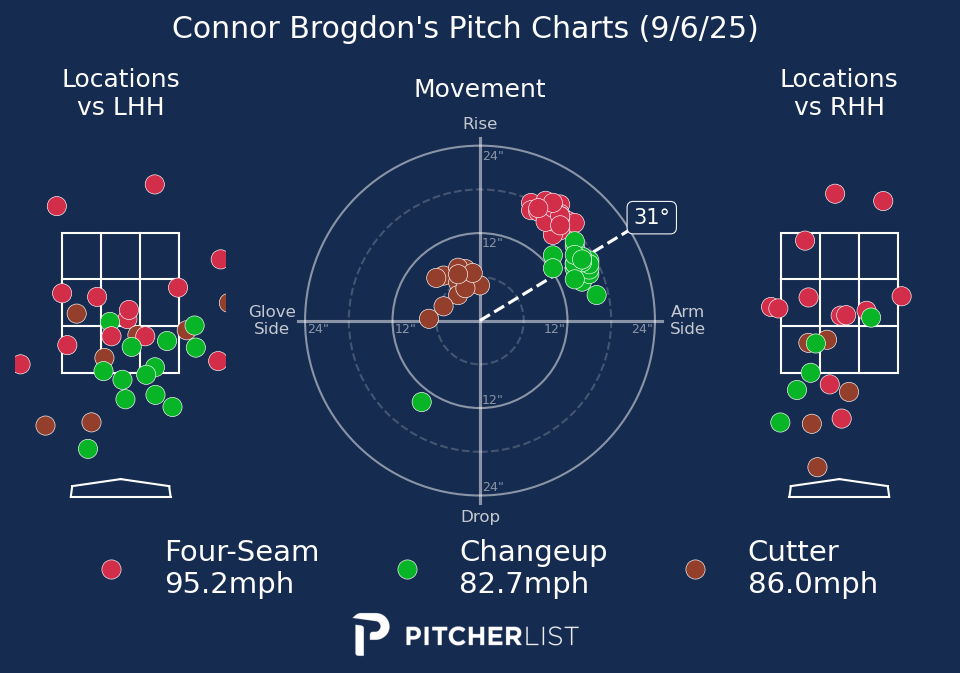 Connor Brogdon's Pitch Charts (9/6/25)
Locations
vs LHH
Movement
Locations
vs RHH
Rise
24"
31°
12"
Glove
Side
24"
12"
12"
24"
Arm
Side
12"
24"
Drop
Four-Seam
95.2mph
Changeup
82.7mph
Cutter
86.0mph
PITCHERLIST